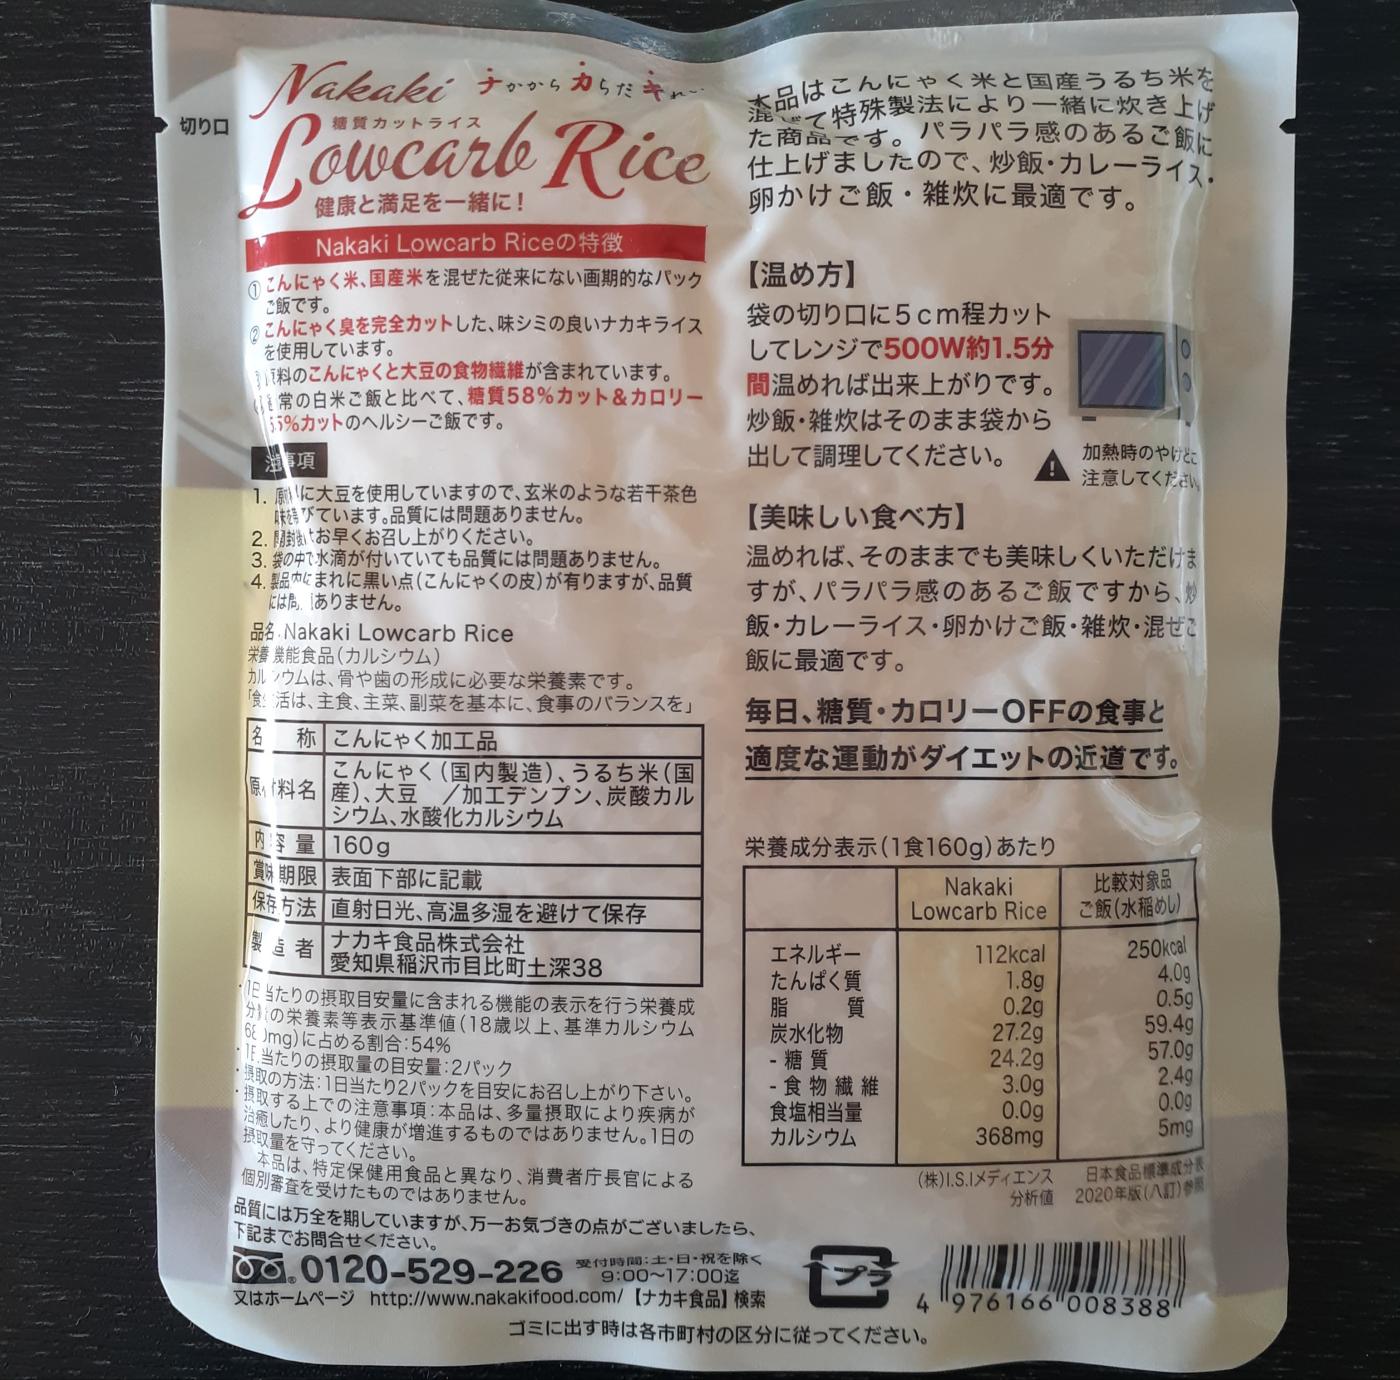 切り口
Nakaki ナかから カらだ キれ
糖質カットライス
Lowcarb Rice
健康と満足を一緒に!
Nakaki Lowcarb Riceの特徴
① こんにゃく米、国産米を混ぜた従来にない画期的なパック
ご飯です。
② こんにゃく臭を完全カットした、味シミの良いナカキライス
を使用しています。
料のこんにゃくと大豆の食物繊維が含まれています。
常の白米ご飯と比べて、糖質58%カット&カロリー
5%カットのヘルシーご飯です。
注事項
1. 原 に大豆を使用していますので、玄米のような若干茶色
味を帯びています。品質には問題ありません。
2. 開封後はお早くお召し上がりください。
3. 袋の中で水滴が付いていても品質には問題ありません。
4. 製品内にまれに黒い点(こんにゃくの皮)が有りますが、品質
には問 ありません。
品名:Nakaki Lowcarb Rice
栄養機能食品(カルシウム)
カルシウムは、骨や歯の形成に必要な栄養素です。
「食生活は、主食、主菜、副菜を基本に、食事のバランスを」
名 称 こんにゃく加工品
原材料名 こんにゃく(国内製造)、うるち米(国
産)、大豆 /加工デンプン、炭酸カル
シウム、水酸化カルシウム
内容量 160g
賞味期限 表面下部に記載
保存方法 直射日光、高温多湿を避けて保存
製造者 ナカキ食品株式会社
愛知県稲沢市目比町土深38
・1日当たりの摂取目安量に含まれる機能の表示を行う栄養成
分の栄養素等表示基準値(18歳以上、基準カルシウム
680mg)に占める割合:54%
・1日当たりの摂取量の目安量:2パック
・摂取の方法:1日当たり2パックを目安にお召し上がり下さい。
・摂取する上での注意事項:本品は、多量摂取により疾病が
治癒したり、より健康が増進するものではありません。1日の
摂取量を守ってください。
本品は、特定保健用食品と異なり、消費者庁長官による
個別審査を受けたものではありません。
品質には万全を期していますが、万一お気づきの点がございましたら、
下記までお問合せください。
0120-529-226 受付時間:土・日・祝を除く
9:00~17:00迄
又はホームページ http://www.nakakifood.com/【ナカキ食品】検索
本品はこんにゃく米と国産うるち米を
混ぜて特殊製法により一緒に炊き上げ
た商品です。パラパラ感のあるご飯に
仕上げましたので、炒飯・カレーライス・
卵かけご飯・雑炊に最適です。
【温め方】
袋の切り口に5cm程カット
してレンジで500W約1.5分
間温めれば出来上がりです。
炒飯・雑炊はそのまま袋から
出して調理してください。
加熱時のやけどに
注意してください。
【美味しい食べ方】
温めれば、そのままでも美味しくいただけま
すが、パラパラ感のあるご飯ですから、炒
飯・カレーライス・卵かけご飯・雑炊・混ぜご
飯に最適です。
毎日、糖質・カロリーOFFの食事と
適度な運動がダイエットの近道です。
栄養成分表示(1食160g)あたり
Nakaki Lowcarb Rice 比較対象品 ご飯(水稲めし)
エネルギー 112kcal 250kcal
たんぱく質 1.8g 4.0g
脂 質 0.2g 0.5g
炭水化物 27.2g 59.4g
- 糖質 24.2g 57.0g
- 食物繊維 3.0g 2.4g
食塩相当量 0.0g 0.0g
カルシウム 368mg 5mg
(株)I.S.Iメディエンス 分析値
日本食品標準成分表
2020年版(八訂)参照
プラ
4 976166 008388
ゴミに出す時は各市町村の区分に従ってください。